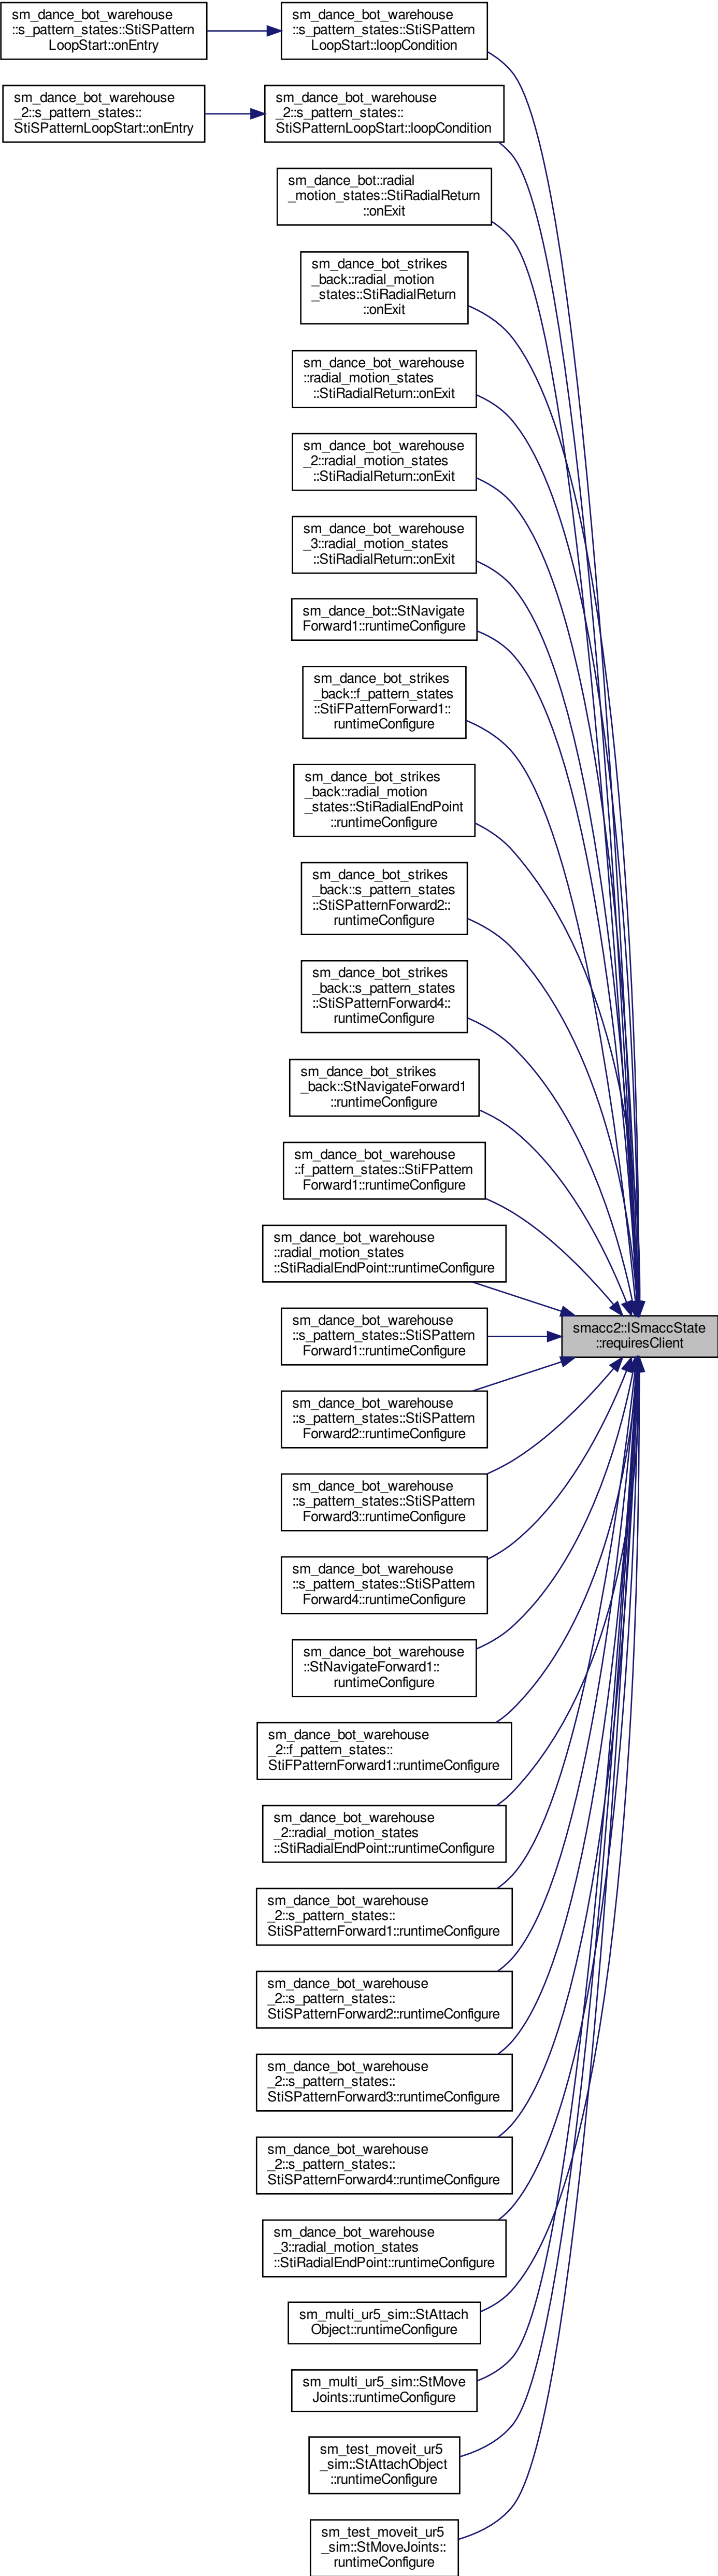 sm_dance_bot_warehouse
::s_pattern_states::StiSPattern
LoopStart::onEntry
sm_dance_bot_warehouse
::s_pattern_states::StiSPattern
LoopStart::loopCondition
sm_dance_bot_warehouse
_2::s_pattern_states::
StiSPatternLoopStart::onEntry
sm_dance_bot_warehouse
_2::s_pattern_states::
StiSPatternLoopStart::loopCondition
sm_dance_bot::radial
_motion_states::StiRadialReturn
::onExit
sm_dance_bot_strikes
_back::radial_motion
_states::StiRadialReturn
::onExit
sm_dance_bot_warehouse
::radial_motion_states
::StiRadialReturn::onExit
sm_dance_bot_warehouse
_2::radial_motion_states
::StiRadialReturn::onExit
sm_dance_bot_warehouse
_3::radial_motion_states
::StiRadialReturn::onExit
sm_dance_bot::StNavigate
Forward1::runtimeConfigure
sm_dance_bot_strikes
_back::f_pattern_states
::StiFPatternForward1::
runtimeConfigure
sm_dance_bot_strikes
_back::radial_motion
_states::StiRadialEndPoint
::runtimeConfigure
sm_dance_bot_strikes
_back::s_pattern_states
::StiSPatternForward2::
runtimeConfigure
sm_dance_bot_strikes
_back::s_pattern_states
::StiSPatternForward4::
runtimeConfigure
sm_dance_bot_strikes
_back::StNavigateForward1
::runtimeConfigure
sm_dance_bot_warehouse
::f_pattern_states::StiFPattern
Forward1::runtimeConfigure
sm_dance_bot_warehouse
::radial_motion_states
::StiRadialEndPoint::runtimeConfigure
smacc2::ISmaccState
::requiresClient
sm_dance_bot_warehouse
::s_pattern_states::StiSPattern
Forward1::runtimeConfigure
sm_dance_bot_warehouse
::s_pattern_states::StiSPattern
Forward2::runtimeConfigure
sm_dance_bot_warehouse
::s_pattern_states::StiSPattern
Forward3::runtimeConfigure
sm_dance_bot_warehouse
::s_pattern_states::StiSPattern
Forward4::runtimeConfigure
sm_dance_bot_warehouse
::StNavigateForward1::
runtimeConfigure
sm_dance_bot_warehouse
_2::f_pattern_states::
StiFPatternForward1::runtimeConfigure
sm_dance_bot_warehouse
_2::radial_motion_states
::StiRadialEndPoint::runtimeConfigure
sm_dance_bot_warehouse
_2::s_pattern_states::
StiSPatternForward1::runtimeConfigure
sm_dance_bot_warehouse
_2::s_pattern_states::
StiSPatternForward2::runtimeConfigure
sm_dance_bot_warehouse
_2::s_pattern_states::
StiSPatternForward3::runtimeConfigure
sm_dance_bot_warehouse
_2::s_pattern_states::
StiSPatternForward4::runtimeConfigure
sm_dance_bot_warehouse
_3::radial_motion_states
::StiRadialEndPoint::runtimeConfigure
sm_multi_ur5_sim::StAttach
Object::runtimeConfigure
sm_multi_ur5_sim::StMove
Joints::runtimeConfigure
sm_test_moveit_ur5
_sim::StAttachObject
::runtimeConfigure
sm_test_moveit_ur5
_sim::StMoveJoints::
runtimeConfigure